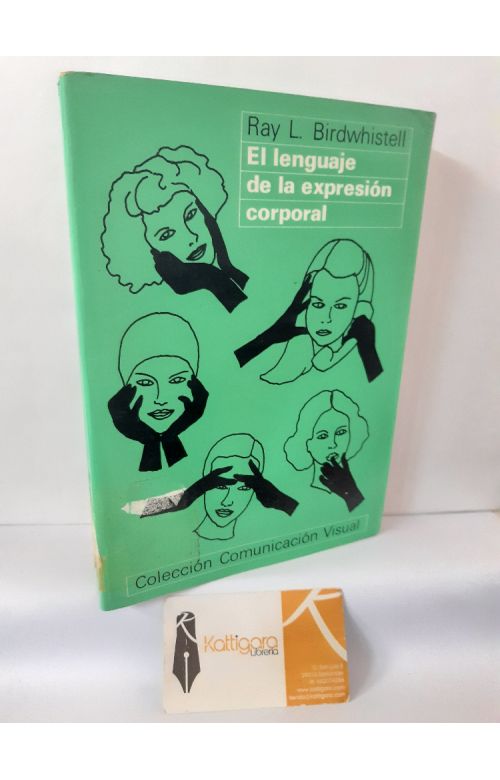 Ray L. Birdwhistell
El lenguaje
de la expresión
corporal
Colección Comunicación Visual
Kattigara
Librería
www.kattigara.com